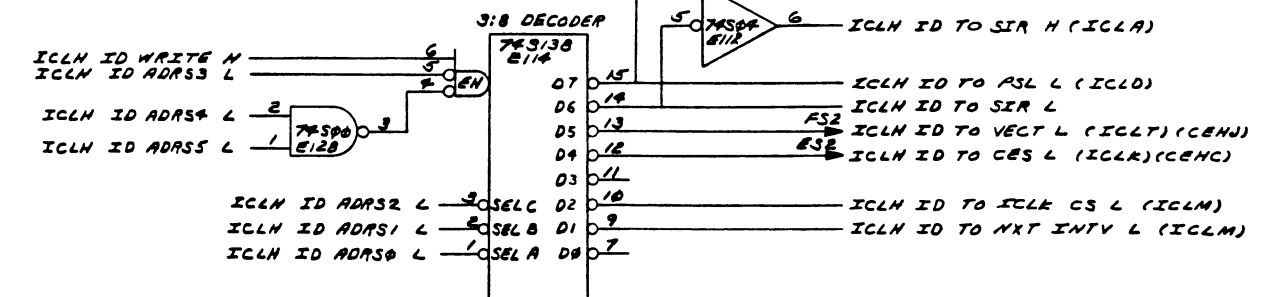 3:8 DECODER
74S138
E114
5 74S04 6
E112
ICLH ID TO SIR H (ICLA)
ICLH ID WRITE H 6
ICLH ID ADRS3 L 5
4 EN
ICLH ID ADRS4 L 2
74S00 3
E128
ICLH ID ADRS5 L 1
ICLH ID ADRS2 L 3 SEL C
ICLH ID ADRS1 L 2 SEL B
ICLH ID ADRS0 L 1 SEL A
D7 15 ICLH ID TO PSL L (ICLD)
D6 14 ICLH ID TO SIR L
D5 13 FS2 ICLH ID TO VECT L (ICLT)(CEHJ)
D4 12 ES2 ICLH ID TO CES L (ICLK)(CEHC)
D3 11
D2 10 ICLH ID TO ICLK CS L (ICLM)
D1 9 ICLH ID TO NXT INTV L (ICLM)
D0 7